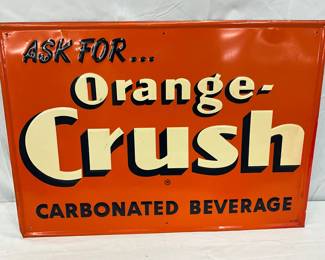 ASK FOR...
Orange-
Crush
®
CARBONATED BEVERAGE